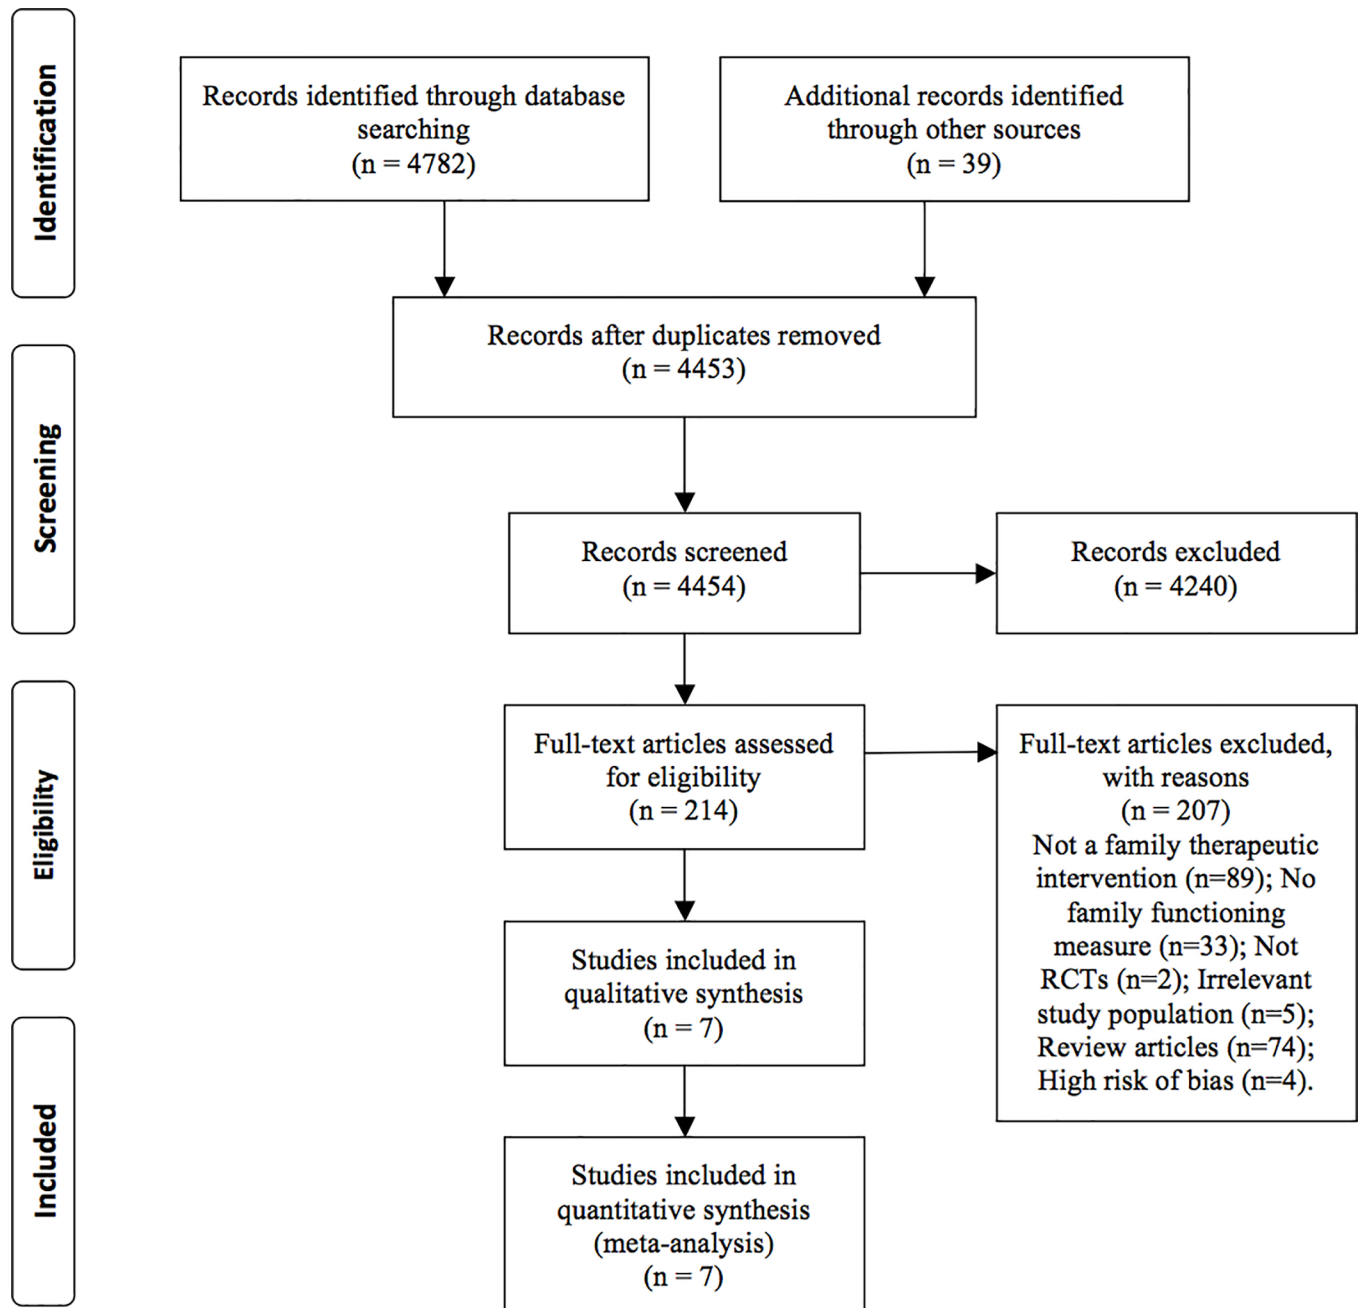 Identification
Records identified through database
searching
(n = 4782)
Additional records identified
through other sources
(n = 39)
Records after duplicates removed
(n = 4453)
Screening
Records screened
(n = 4454)
Records excluded
(n = 4240)
Eligibility
Full-text articles assessed
for eligibility
(n = 214)
Full-text articles excluded,
with reasons
(n = 207)
Not a family therapeutic
intervention (n=89); No
family functioning
measure (n=33); Not
RCTs (n=2); Irrelevant
study population (n=5);
Review articles (n=74);
High risk of bias (n=4).
Studies included in
qualitative synthesis
(n = 7)
Included
Studies included in
quantitative synthesis
(meta-analysis)
(n = 7)